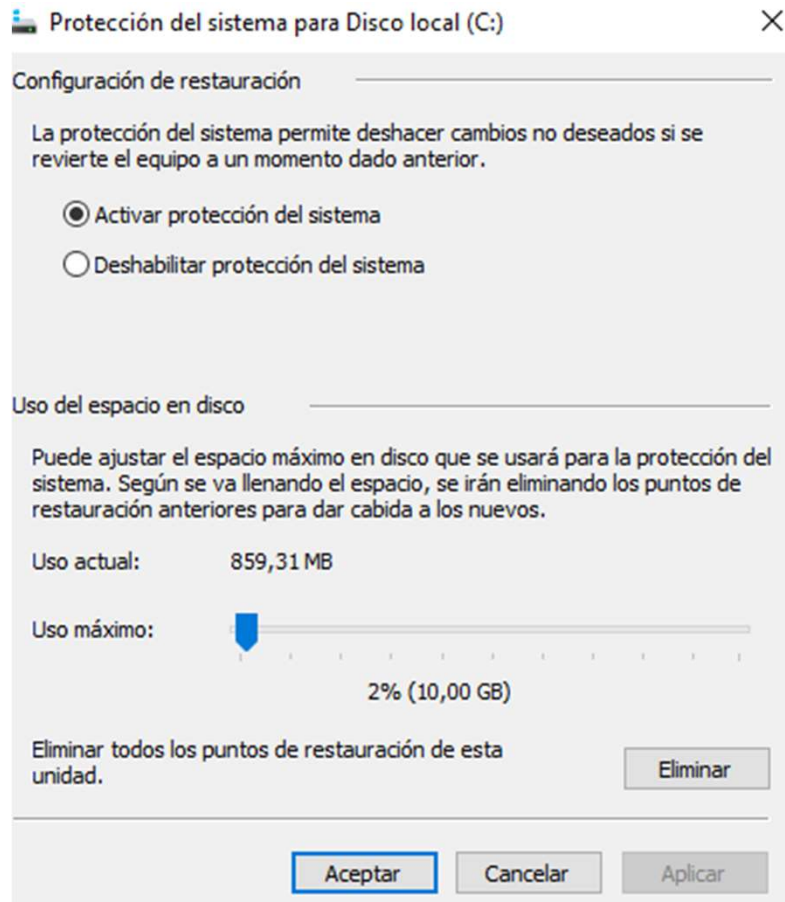 Protección del sistema para Disco local (C:)
Configuración de restauración
La protección del sistema permite deshacer cambios no deseados si se
revierte el equipo a un momento dado anterior.
Activar protección del sistema
Deshabilitar protección del sistema
Uso del espacio en disco
Puede ajustar el espacio máximo en disco que se usará para la protección del
sistema. Según se va llenando el espacio, se irán eliminando los puntos de
restauración anteriores para dar cabida a los nuevos.
Uso actual: 859,31 MB
Uso máximo:
2% (10,00 GB)
Eliminar todos los puntos de restauración de esta
unidad.
Eliminar
Aceptar Cancelar Aplicar